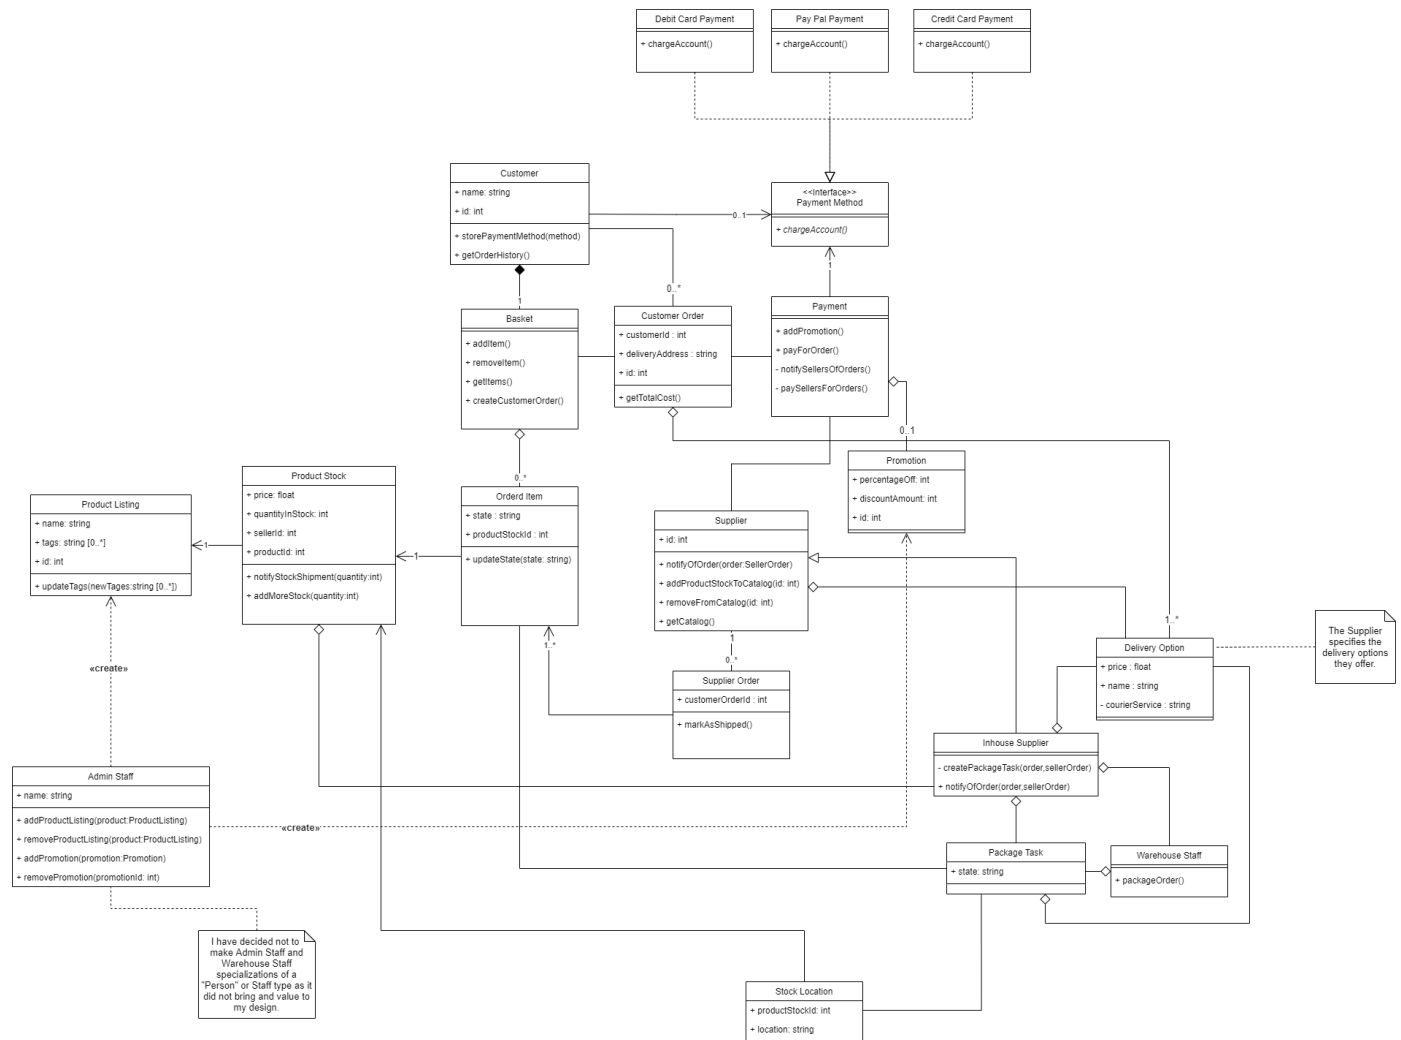 Debit Card Payment
+ chargeAccount()
Pay Pal Payment
+ chargeAccount()
Credit Card Payment
+ chargeAccount()
Customer
+ name: string
+ id: int
+ storePaymentMethod(method)
+ getOrderHistory()
0..1
<<Interface>>
Payment Method
+ chargeAccount()
1
0..*
1
Basket
+ addItem()
+ removeItem()
+ getItems()
+ createCustomerOrder()
Customer Order
+ customerId : int
+ deliveryAddress : string
+ id: int
+ getTotalCost()
Payment
+ addPromotion()
+ payForOrder()
- notifySellersOfOrders()
- paySellersForOrders()
0..1
Promotion
+ percentageOff: int
+ discountAmount: int
+ id: int
0..*
Product Listing
+ name: string
+ tags: string [0..*]
+ id: int
+ updateTags(newTages:string [0..*])
1
Product Stock
+ price: float
+ quantityInStock: int
+ sellerId: int
+ productId: int
+ notifyStockShipment(quantity:int)
+ addMoreStock(quantity:int)
1
Orderd Item
+ state : string
+ productStockId : int
+ updateState(state: string)
1..*
Supplier
+ id: int
+ notifyOfOrder(order:SellerOrder)
+ addProductStockToCatalog(id: int)
+ removeFromCatalog(id: int)
+ getCatalog()
1
0..*
Supplier Order
+ customerOrderId : int
+ markAsShipped()
1..*
Delivery Option
+ price : float
+ name : string
- courierService : string
The Supplier
specifies the
delivery options
they offer.
«create»
Inhouse Supplier
- createPackageTask(order,sellerOrder)
+ notifyOfOrder(order,sellerOrder)
Admin Staff
+ name: string
+ addProductListing(product:ProductListing)
+ removeProductListing(product:ProductListing)
+ addPromotion(promotion:Promotion)
+ removePromotion(promotionId: int)
«create»
Package Task
+ state: string
Warehouse Staff
+ packageOrder()
I have decided not to
make Admin Staff and
Warehouse Staff
specializations of a
"Person" or Staff type as it
did not bring and value to
my design.
Stock Location
+ productStockId: int
+ location: string